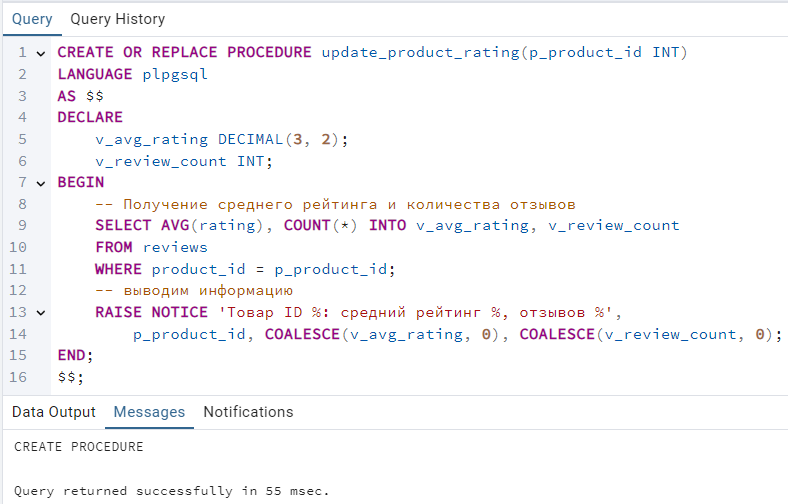 Query Query History
1 CREATE OR REPLACE PROCEDURE update_product_rating(p_product_id INT)
2 LANGUAGE plpgsql
3 AS $$
4 DECLARE
5     v_avg_rating DECIMAL(3, 2);
6     v_review_count INT;
7 BEGIN
8     -- Получение среднего рейтинга и количества отзывов
9     SELECT AVG(rating), COUNT(*) INTO v_avg_rating, v_review_count
10     FROM reviews
11     WHERE product_id = p_product_id;
12     -- выводим информацию
13     RAISE NOTICE 'Товар ID %: средний рейтинг %, отзывов %',
14         p_product_id, COALESCE(v_avg_rating, 0), COALESCE(v_review_count, 0);
15 END;
16 $$;
Data Output Messages Notifications
CREATE PROCEDURE
Query returned successfully in 55 msec.